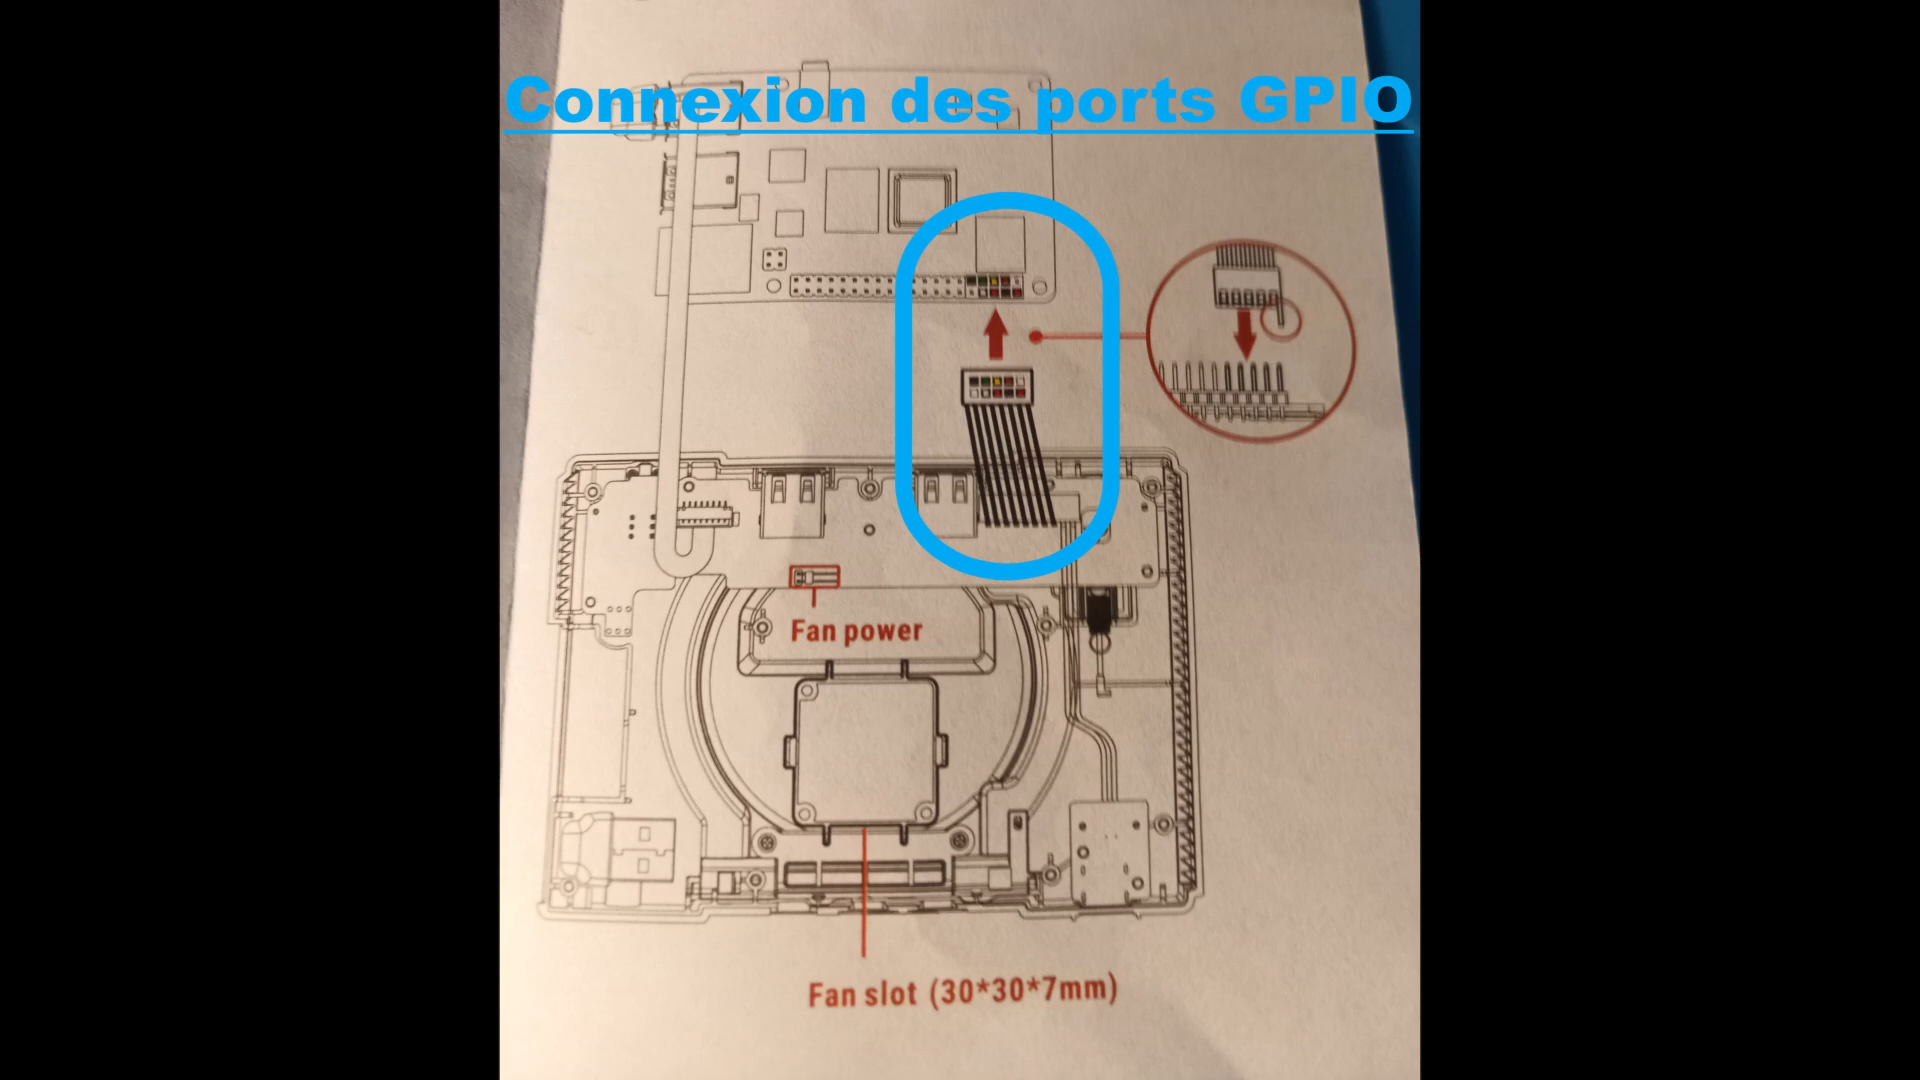 Connexion des ports GPIO
Fan power
Fan slot (30*30*7mm)